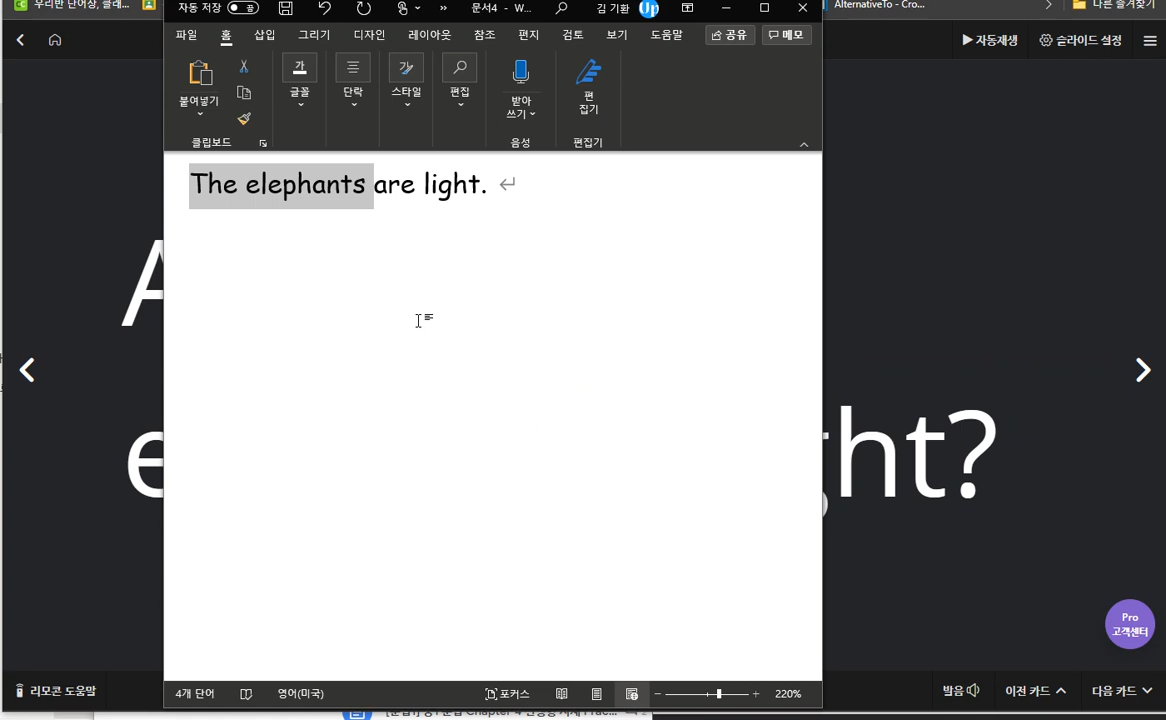 우리반 단어장, 클래...
AlternativeTo - Cro...
다른 즐겨찾기
자동 저장 끔 문서4 - W... 김 기환
파일 홈 삽입 그리기 디자인 레이아웃 참조 편지 검토 보기 도움말 공유 메모
자동재생 슬라이드 설정
붙여넣기
가
글꼴
단락
가
스타일
편집
받아
쓰기
편
집기
클립보드 음성 편집기
The elephants are light.
A
e
ght?
Pro
고객센터
리모콘 도움말
4개 단어 영어(미국) 포커스 220%
발음 이전 카드 다음 카드